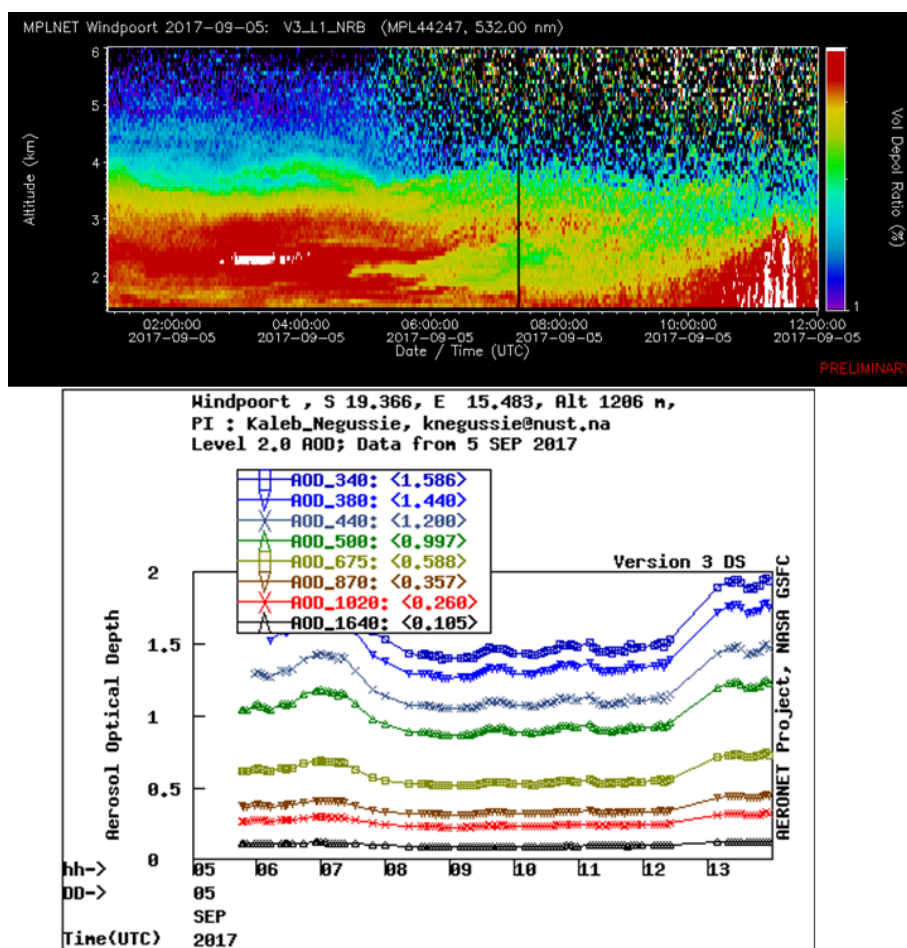 MPLNET Windpoort 2017-09-05: V3_L1_NRB (MPL44247, 532.00 nm)
6
5
4
3
2
Altitude (km)
Vol Depol Ratio (%)
1
02:00:00 04:00:00 06:00:00 08:00:00 10:00:00 12:00:00
2017-09-05 2017-09-05 2017-09-05 2017-09-05 2017-09-05 2017-09-05
Date / Time (UTC)
PRELIMINARY
Windpoort , S 19.366, E 15.483, Alt 1206 m,
PI : Kaleb_Negussie, knegussie@nust.na
Level 2.0 AOD; Data from 5 SEP 2017
AOD_340: <1.586>
AOD_380: <1.440>
AOD_440: <1.200>
AOD_500: <0.997>
AOD_675: <0.588>
AOD_870: <0.357>
AOD_1020: <0.260>
AOD_1640: <0.105>
Version 3 DS
2
1.5
1
0.5
0
Aerosol Optical Depth
AERONET Project, NASA GSFC
hh-> 05 06 07 08 09 10 11 12 13
DD-> 05
SEP
Time(UTC) 2017